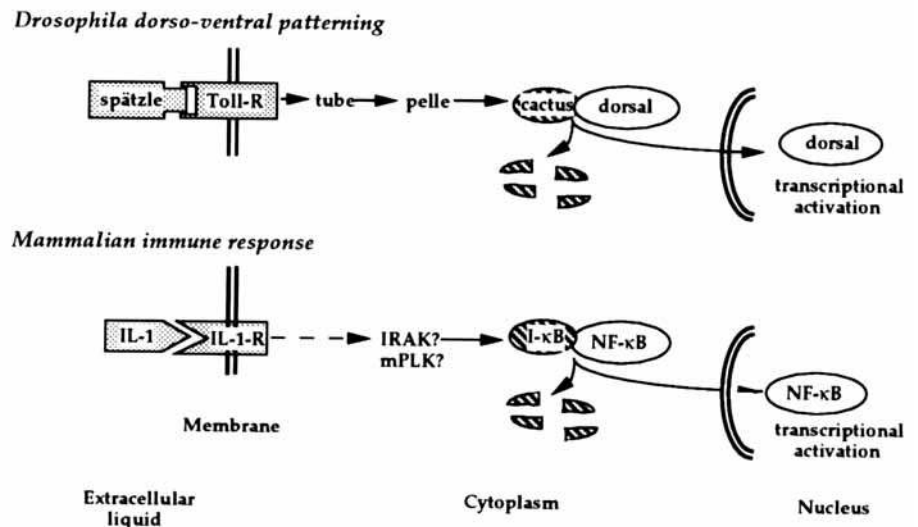 Drosophila dorso-ventral patterning
spätzle
Toll-R
tube
pelle
cactus
dorsal
dorsal
transcriptional
activation
Mammalian immune response
IL-1
IL-1-R
IRAK?
mPLK?
I-κB
NF-κB
NF-κB
transcriptional
activation
Membrane
Extracellular
liquid
Cytoplasm
Nucleus